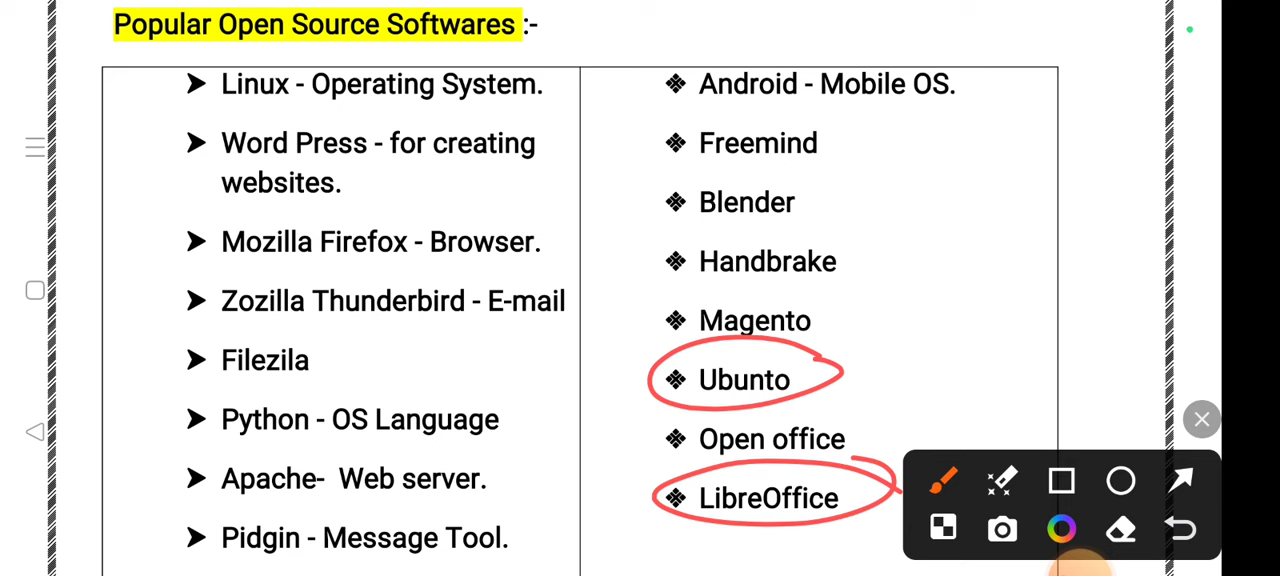 Popular Open Source Softwares :-
➤ Linux - Operating System.
➤ Word Press - for creating
websites.
➤ Mozilla Firefox - Browser.
➤ Zozilla Thunderbird - E-mail
➤ Filezila
➤ Python - OS Language
➤ Apache- Web server.
➤ Pidgin - Message Tool.
❖ Android - Mobile OS.
❖ Freemind
❖ Blender
❖ Handbrake
❖ Magento
❖ Ubunto
❖ Open office
❖ LibreOffice